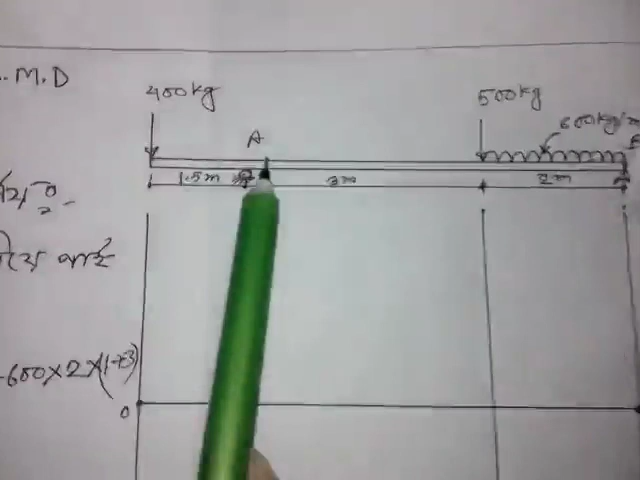 . M.D
400kg
500kg
600kg/m
A
1.5m
3m
2m
-600×2×(1+3)
0